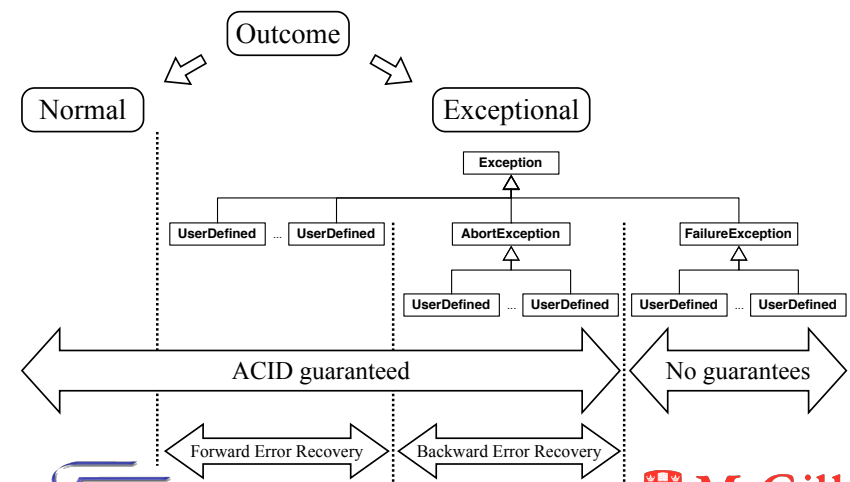 Outcome
Normal
Exceptional
Exception
UserDefined ... UserDefined
AbortException
FailureException
UserDefined ... UserDefined
UserDefined ... UserDefined
ACID guaranteed
No guarantees
Forward Error Recovery
Backward Error Recovery